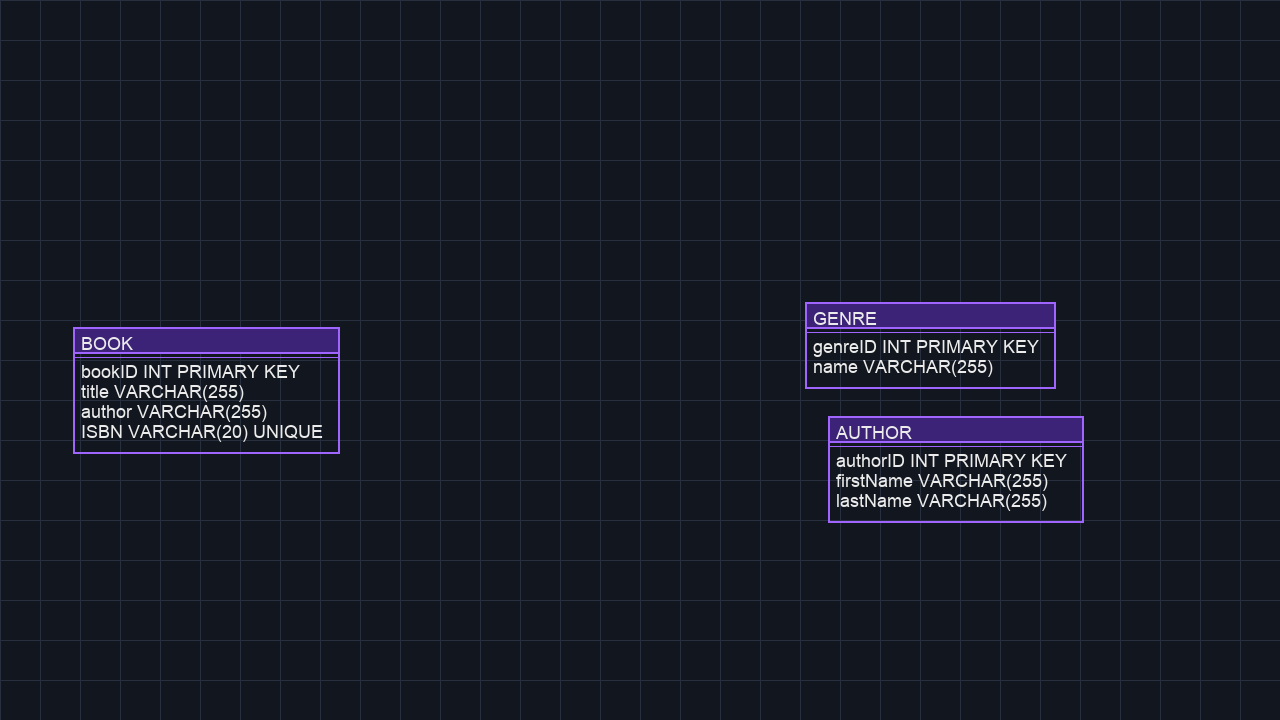 BOOK
bookID INT PRIMARY KEY
title VARCHAR(255)
author VARCHAR(255)
ISBN VARCHAR(20) UNIQUE
GENRE
genreID INT PRIMARY KEY
name VARCHAR(255)
AUTHOR
authorID INT PRIMARY KEY
firstName VARCHAR(255)
lastName VARCHAR(255)